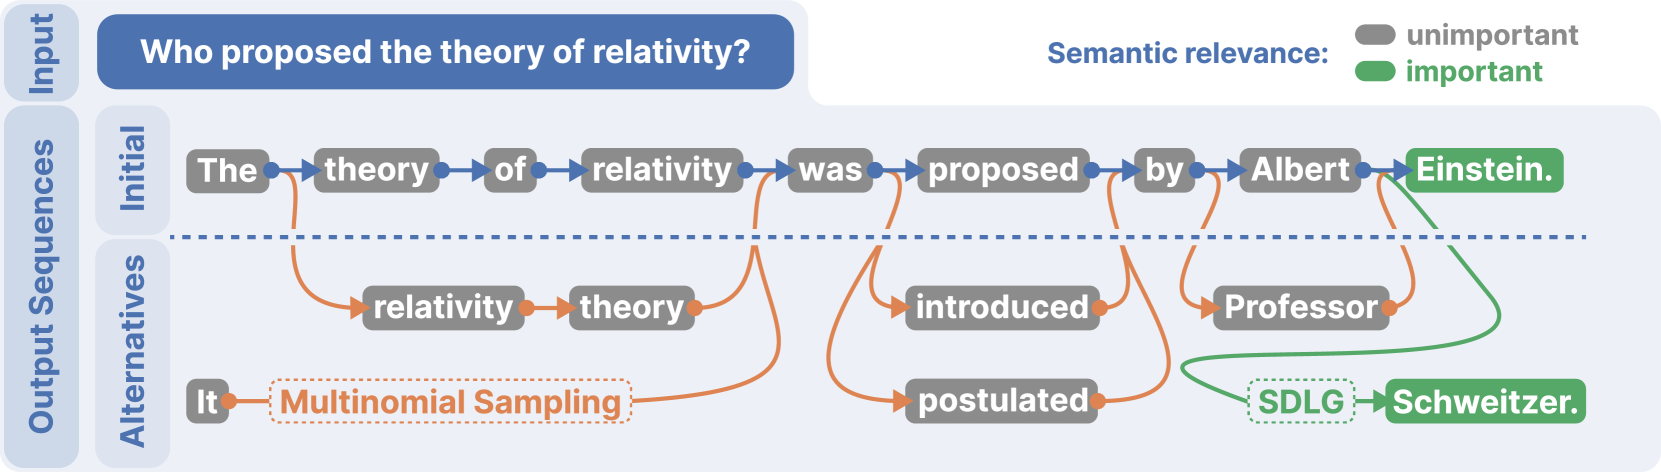 Input
Who proposed the theory of relativity?
Semantic relevance:
unimportant
important
Output Sequences
Initial
The theory of relativity was proposed by Albert Einstein.
Alternatives
relativity theory introduced Professor
It Multinomial Sampling postulated SDLG Schweitzer.